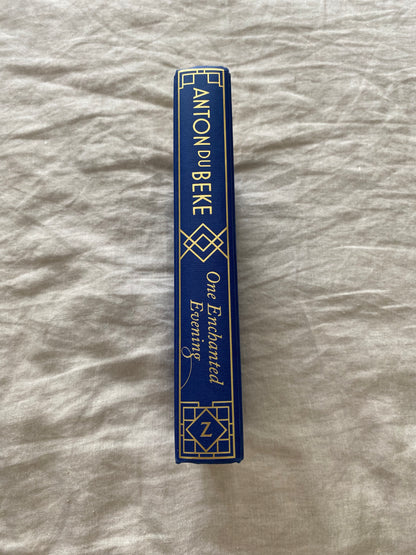 ANTON DU BEKE
One Enchanted
Evening
Z